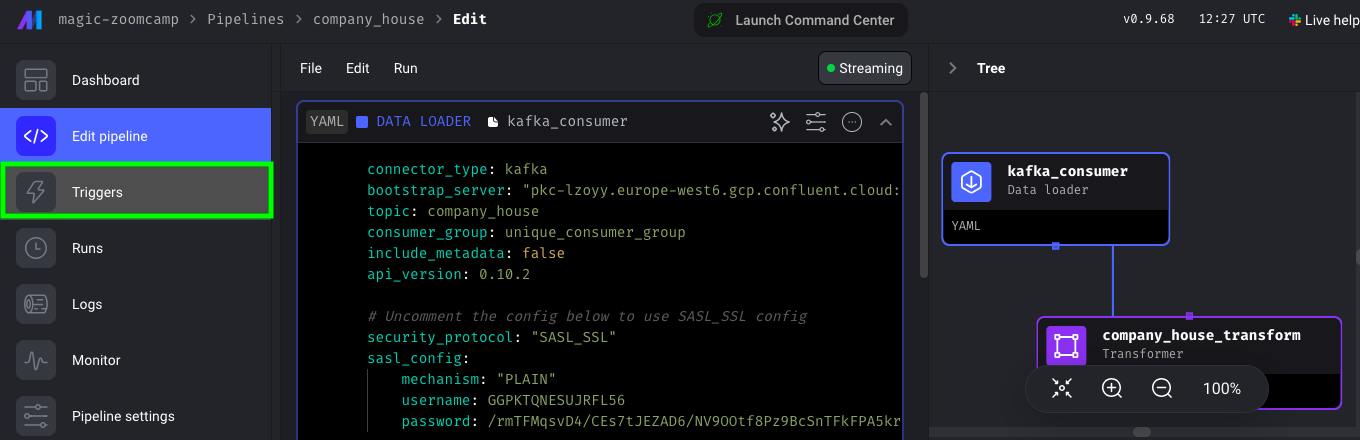 magic-zoomcamp > Pipelines > company_house > Edit
Launch Command Center
v0.9.68 12:27 UTC Live help
Dashboard
Edit pipeline
Triggers
Runs
Logs
Monitor
Pipeline settings
File Edit Run
Streaming
YAML DATA LOADER kafka_consumer
connector_type: kafka
bootstrap_server: "pkc-lzoyy.europe-west6.gcp.confluent.cloud:
topic: company_house
consumer_group: unique_consumer_group
include_metadata: false
api_version: 0.10.2
# Uncomment the config below to use SASL_SSL config
security_protocol: "SASL_SSL"
sasl_config:
mechanism: "PLAIN"
username: GGPKTQNESUJRFL56
password: /rmTFMqsvD4/CEs7tJEZAD6/NV9OOtf8Pz9BcSnTFkFPA5kr
Tree
kafka_consumer
Data loader
YAML
company_house_transform
Transformer
100%